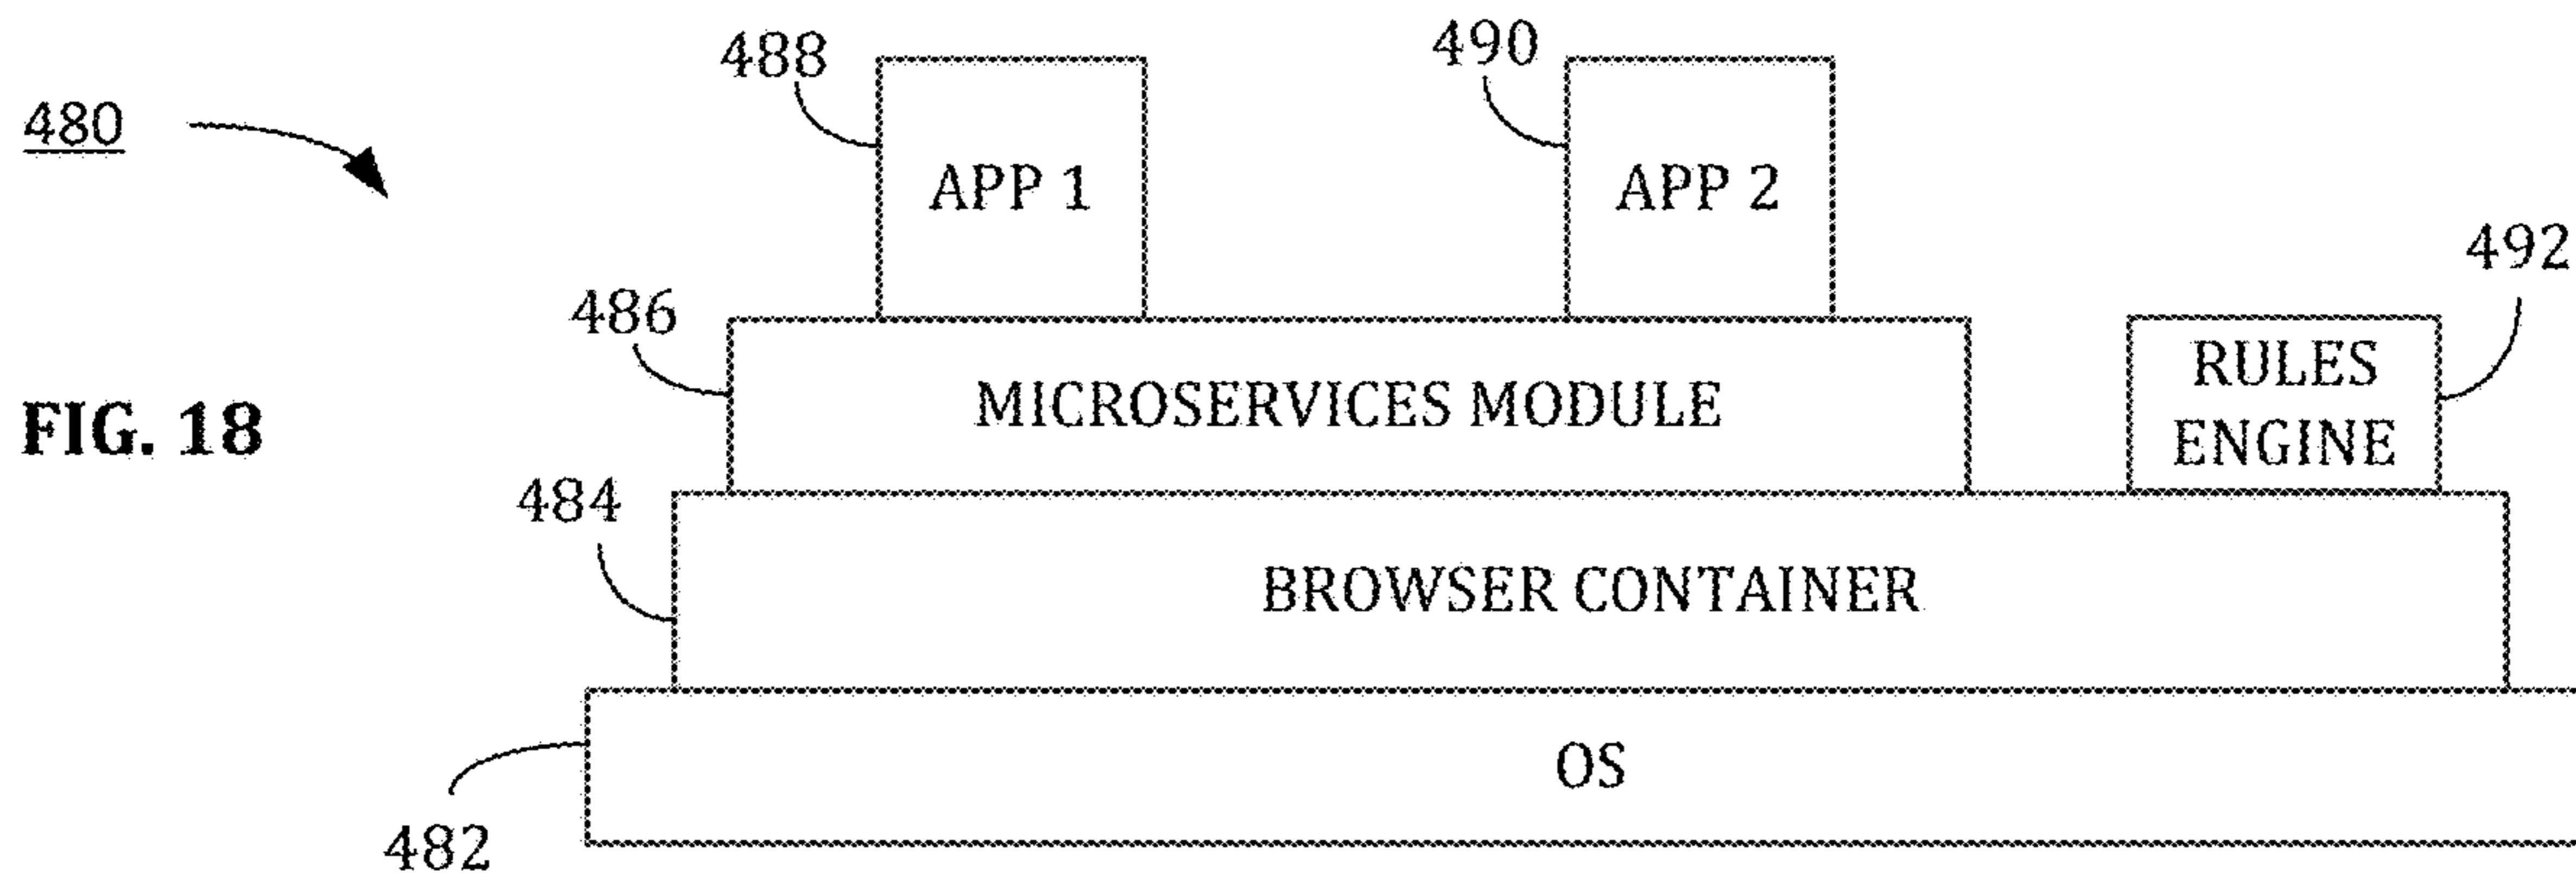 488
490
480
APP 1
APP 2
492
486
RULES
ENGINE
MICROSERVICES MODULE
FIG. 18
484
BROWSER CONTAINER
OS
482